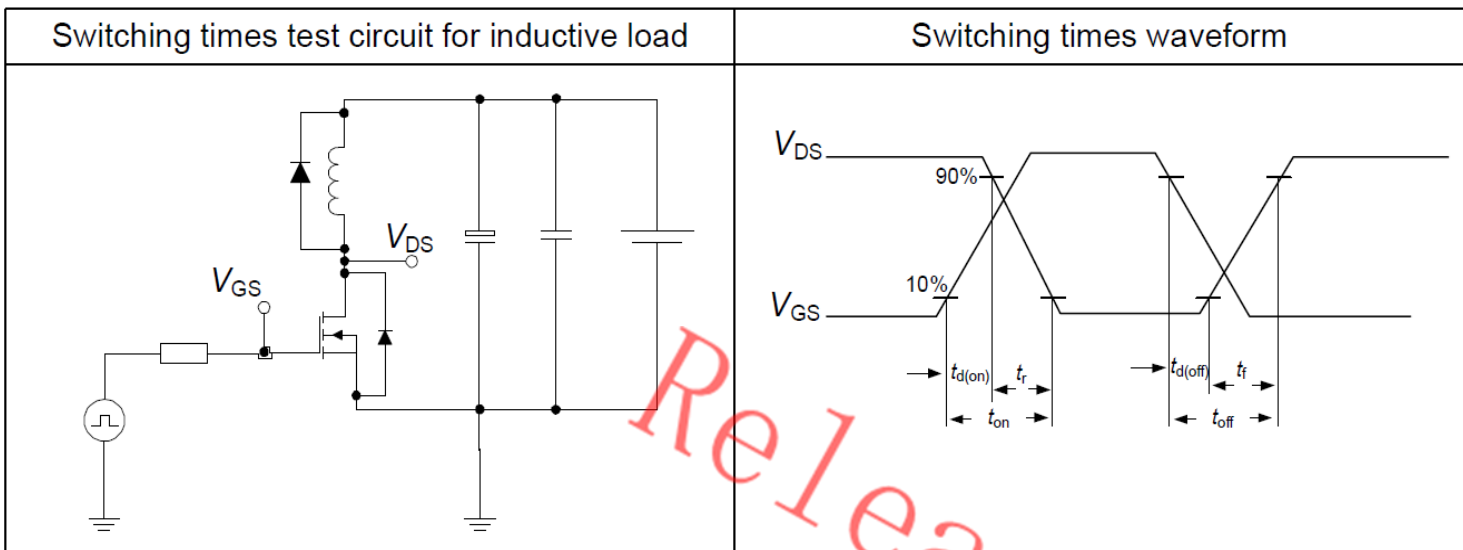 Switching times test circuit for inductive load
Switching times waveform
VDS
VGS
VDS
90%
10%
VGS
td(on)
tr
ton
td(off)
tf
toff
Relea